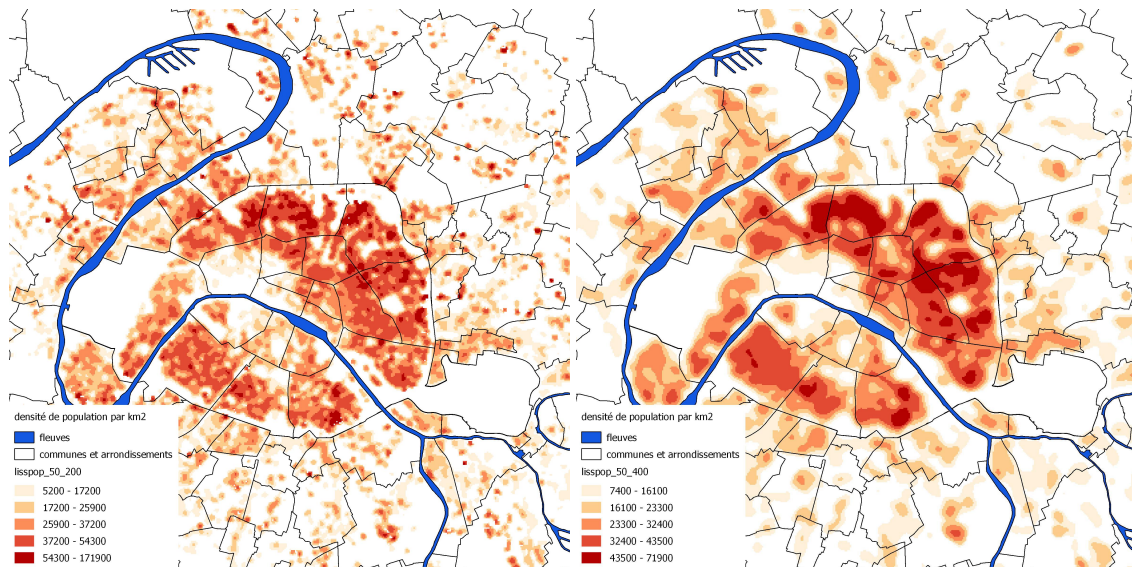 densité de population par km2
fleuves
communes et arrondissements
lisspop_50_200
5200 - 17200
17200 - 25900
25900 - 37200
37200 - 54300
54300 - 171900
densité de population par km2
fleuves
communes et arrondissements
lisspop_50_400
7400 - 16100
16100 - 23300
23300 - 32400
32400 - 43500
43500 - 71900